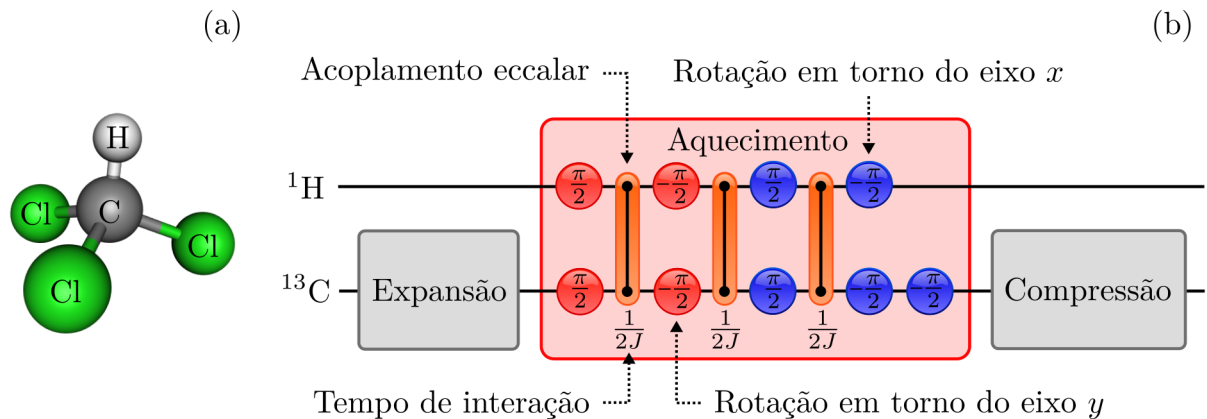 (a)
(b)
Acoplamento eccalar
Rotação em torno do eixo x
Aquecimento
H
C
Cl
Cl
Cl
¹H
π/2
-π/2
π/2
-π/2
¹³C
Expansão
π/2
-π/2
π/2
-π/2
-π/2
Compressão
1/2J
1/2J
1/2J
Tempo de interação
Rotação em torno do eixo y